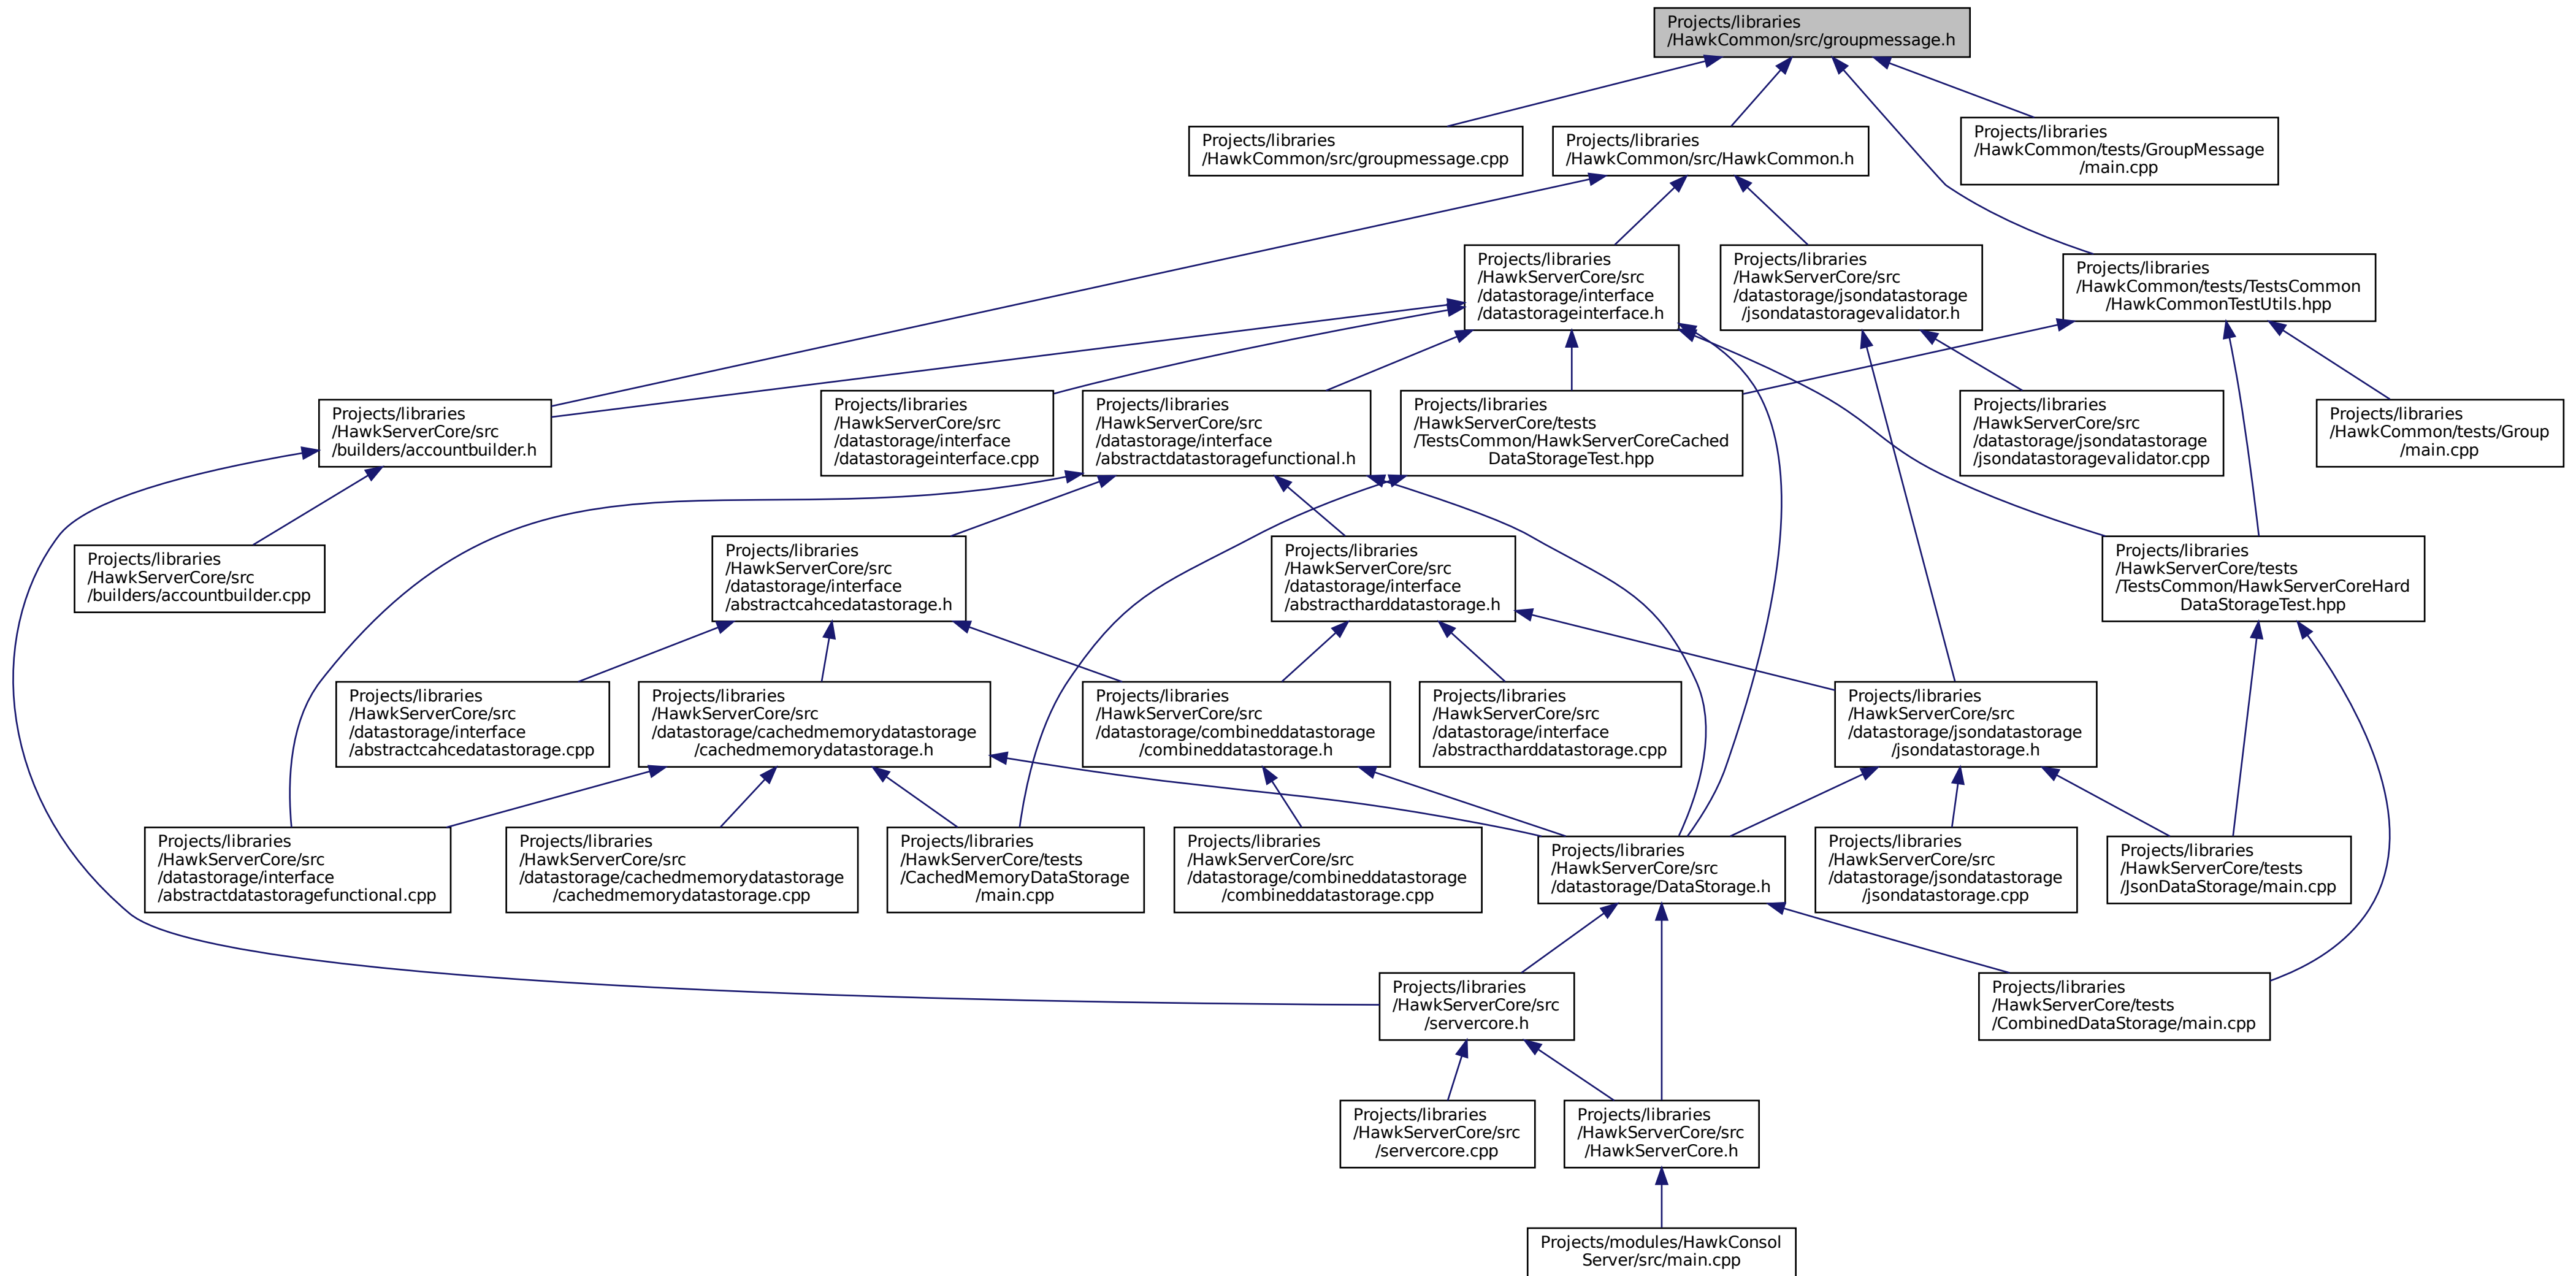 Projects/libraries
/HawkCommon/src/groupmessage.h
Projects/libraries
/HawkCommon/src/groupmessage.cpp
Projects/libraries
/HawkCommon/src/HawkCommon.h
Projects/libraries
/HawkCommon/tests/GroupMessage
/main.cpp
Projects/libraries
/HawkServerCore/src
/datastorage/interface
/datastorageinterface.h
Projects/libraries
/HawkServerCore/src
/datastorage/jsondatastorage
/jsondatastoragevalidator.h
Projects/libraries
/HawkCommon/tests/TestsCommon
/HawkCommonTestUtils.hpp
Projects/libraries
/HawkServerCore/src
/builders/accountbuilder.h
Projects/libraries
/HawkServerCore/src
/datastorage/interface
/datastorageinterface.cpp
Projects/libraries
/HawkServerCore/src
/datastorage/interface
/abstractdatastoragefunctional.h
Projects/libraries
/HawkServerCore/tests
/TestsCommon/HawkServerCoreCached
DataStorageTest.hpp
Projects/libraries
/HawkServerCore/src
/datastorage/jsondatastorage
/jsondatastoragevalidator.cpp
Projects/libraries
/HawkCommon/tests/Group
/main.cpp
Projects/libraries
/HawkServerCore/src
/builders/accountbuilder.cpp
Projects/libraries
/HawkServerCore/src
/datastorage/interface
/abstractcahcedatastorage.h
Projects/libraries
/HawkServerCore/src
/datastorage/interface
/abstractharddatastorage.h
Projects/libraries
/HawkServerCore/tests
/TestsCommon/HawkServerCoreHard
DataStorageTest.hpp
Projects/libraries
/HawkServerCore/src
/datastorage/interface
/abstractcahcedatastorage.cpp
Projects/libraries
/HawkServerCore/src
/datastorage/cachedmemorydatastorage
/cachedmemorydatastorage.h
Projects/libraries
/HawkServerCore/src
/datastorage/combineddatastorage
/combineddatastorage.h
Projects/libraries
/HawkServerCore/src
/datastorage/interface
/abstractharddatastorage.cpp
Projects/libraries
/HawkServerCore/src
/datastorage/jsondatastorage
/jsondatastorage.h
Projects/libraries
/HawkServerCore/src
/datastorage/interface
/abstractdatastoragefunctional.cpp
Projects/libraries
/HawkServerCore/src
/datastorage/cachedmemorydatastorage
/cachedmemorydatastorage.cpp
Projects/libraries
/HawkServerCore/tests
/CachedMemoryDataStorage
/main.cpp
Projects/libraries
/HawkServerCore/src
/datastorage/combineddatastorage
/combineddatastorage.cpp
Projects/libraries
/HawkServerCore/src
/datastorage/DataStorage.h
Projects/libraries
/HawkServerCore/src
/datastorage/jsondatastorage
/jsondatastorage.cpp
Projects/libraries
/HawkServerCore/tests
/JsonDataStorage/main.cpp
Projects/libraries
/HawkServerCore/src
/servercore.h
Projects/libraries
/HawkServerCore/tests
/CombinedDataStorage/main.cpp
Projects/libraries
/HawkServerCore/src
/servercore.cpp
Projects/libraries
/HawkServerCore/src
/HawkServerCore.h
Projects/modules/HawkConsol
Server/src/main.cpp